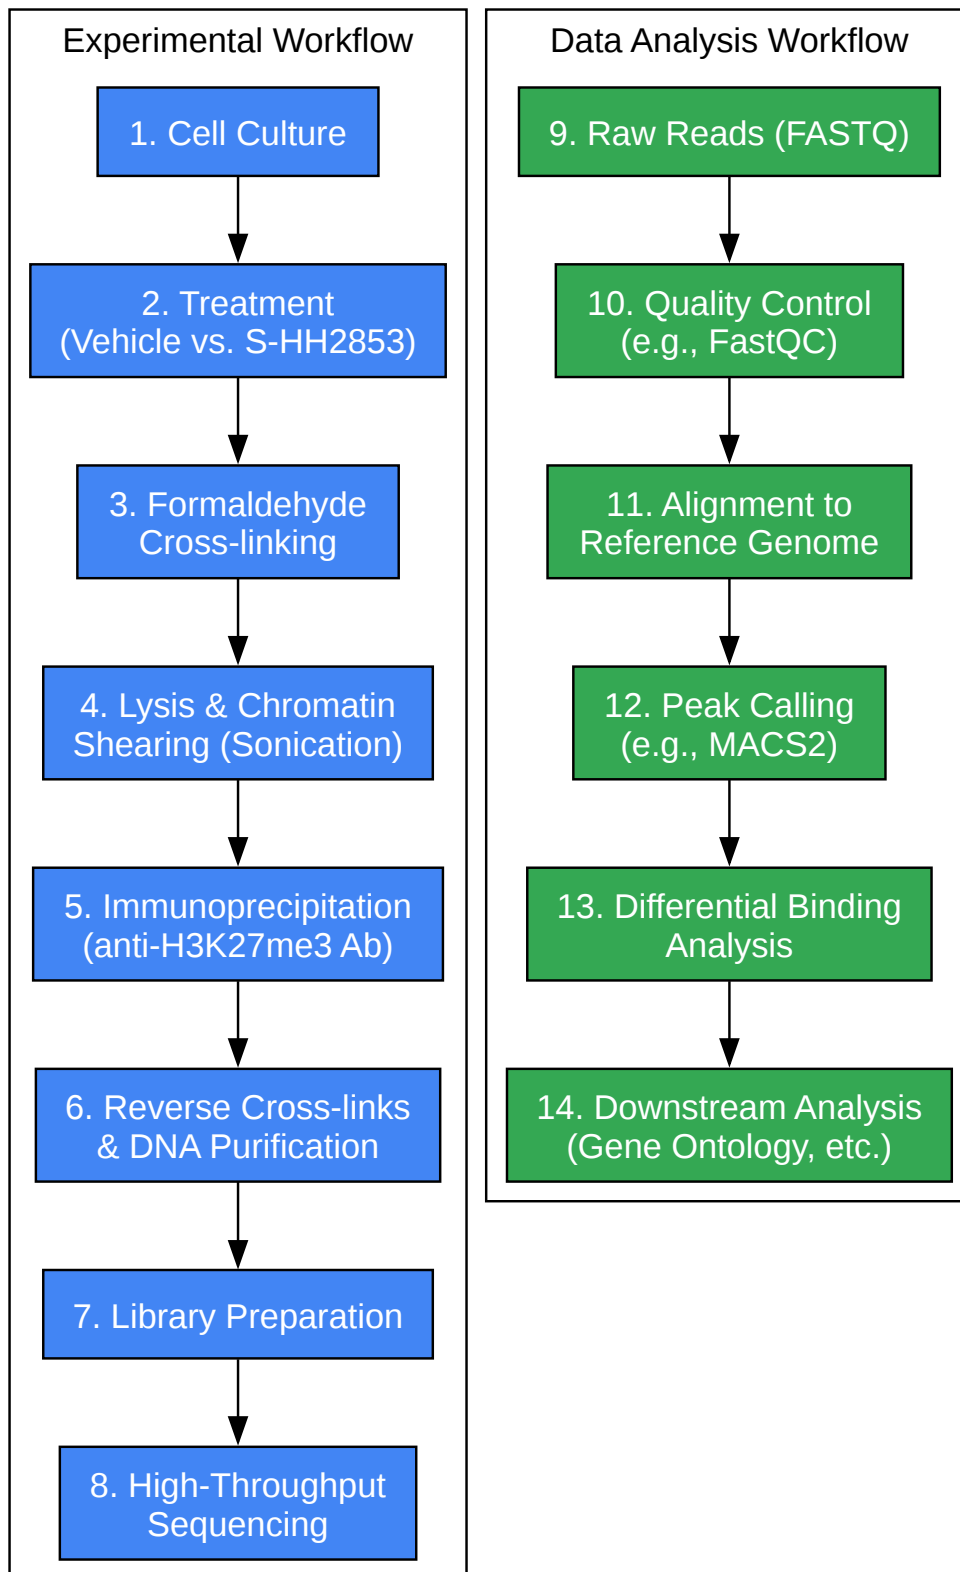 Experimental Workflow
1. Cell Culture
2. Treatment
(Vehicle vs. S-HH2853)
3. Formaldehyde
Cross-linking
4. Lysis & Chromatin
Shearing (Sonication)
5. Immunoprecipitation
(anti-H3K27me3 Ab)
6. Reverse Cross-links
& DNA Purification
7. Library Preparation
8. High-Throughput
Sequencing
Data Analysis Workflow
9. Raw Reads (FASTQ)
10. Quality Control
(e.g., FastQC)
11. Alignment to
Reference Genome
12. Peak Calling
(e.g., MACS2)
13. Differential Binding
Analysis
14. Downstream Analysis
(Gene Ontology, etc.)